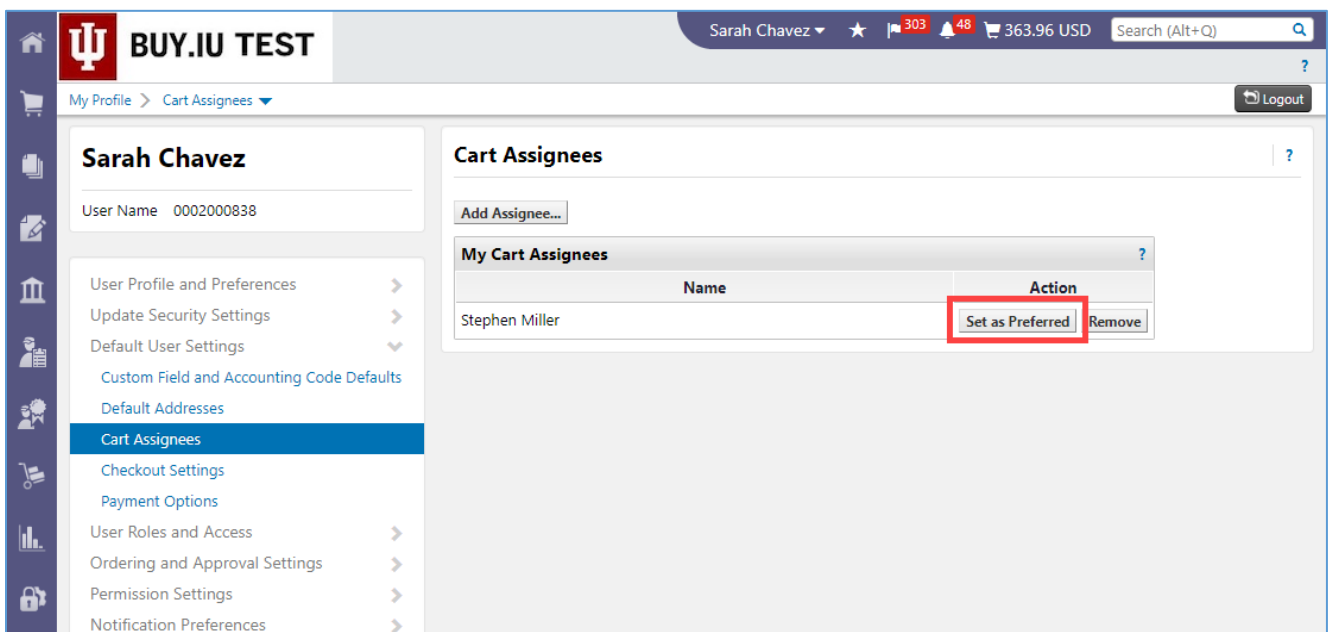 BUY.IU TEST
Sarah Chavez
303
48
363.96 USD
Search (Alt+Q)
?
My Profile
Cart Assignees
Logout
Sarah Chavez
User Name 0002000838
User Profile and Preferences
Update Security Settings
Default User Settings
Custom Field and Accounting Code Defaults
Default Addresses
Cart Assignees
Checkout Settings
Payment Options
User Roles and Access
Ordering and Approval Settings
Permission Settings
Notification Preferences
Cart Assignees
?
Add Assignee...
My Cart Assignees
?
Name Action
Stephen Miller Set as Preferred Remove